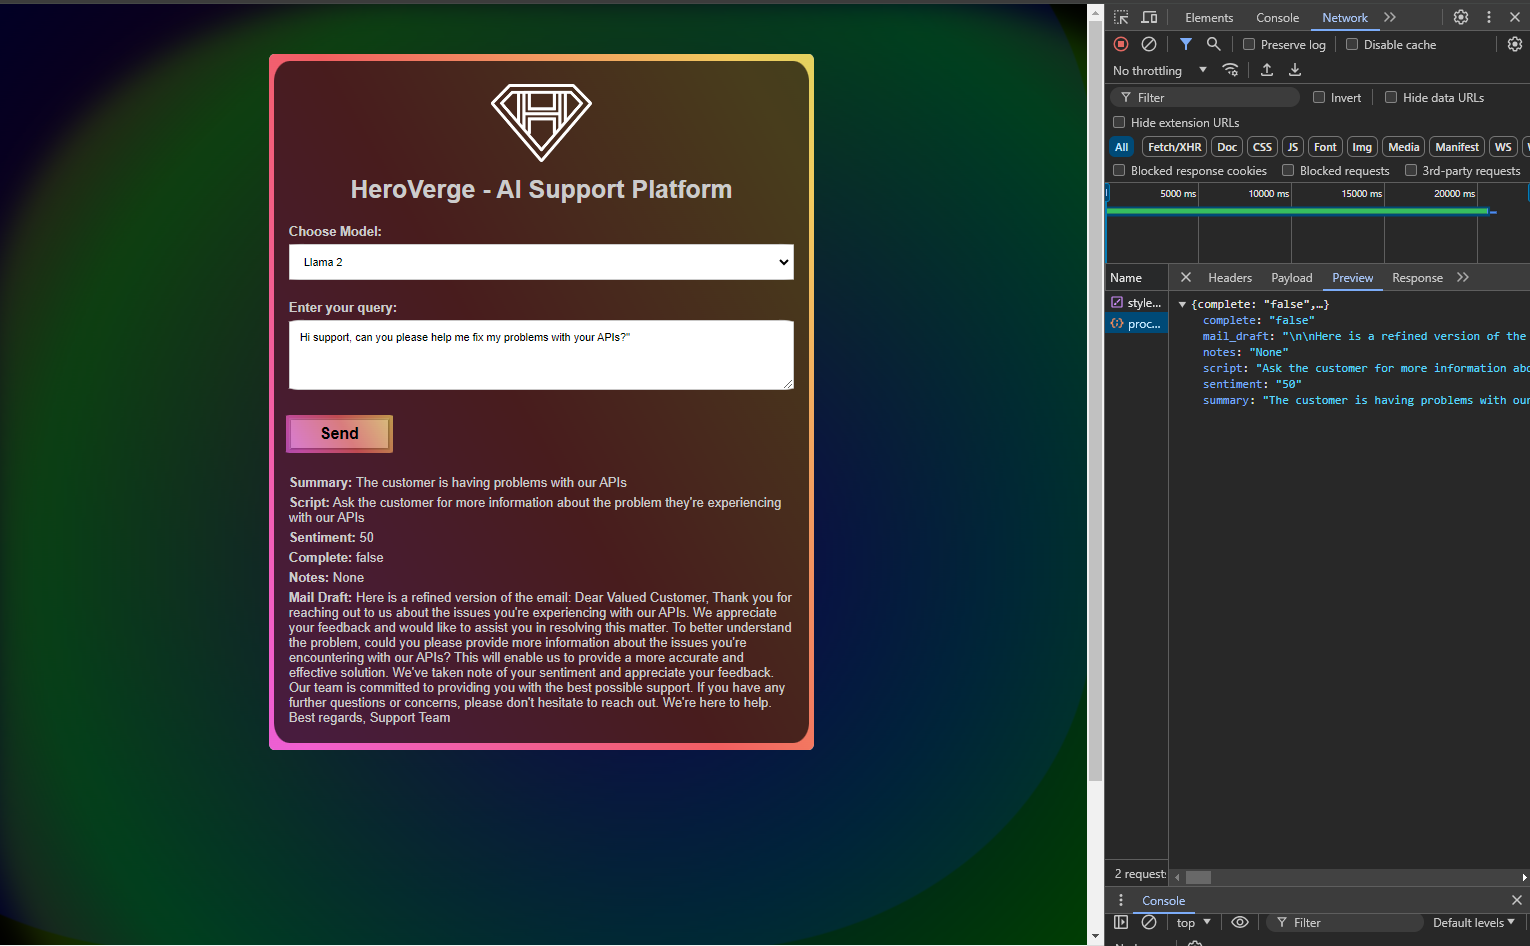 HeroVerge - AI Support Platform
Choose Model:
Llama 2
Enter your query:
Hi support, can you please help me fix my problems with your APIs?"
Send
Summary: The customer is having problems with our APIs
Script: Ask the customer for more information about the problem they're experiencing
with our APIs
Sentiment: 50
Complete: false
Notes: None
Mail Draft: Here is a refined version of the email: Dear Valued Customer, Thank you for
reaching out to us about the issues you're experiencing with our APIs. We appreciate
your feedback and would like to assist you in resolving this matter. To better understand
the problem, could you please provide more information about the issues you're
encountering with our APIs? This will enable us to provide a more accurate and
effective solution. We've taken note of your sentiment and appreciate your feedback.
Our team is committed to providing you with the best possible support. If you have any
further questions or concerns, please don't hesitate to reach out. We're here to help.
Best regards, Support Team
Elements Console Network
Preserve log Disable cache
No throttling
Filter Invert Hide data URLs
Hide extension URLs
All Fetch/XHR Doc CSS JS Font Img Media Manifest WS
Blocked response cookies Blocked requests 3rd-party requests
5000 ms 10000 ms 15000 ms 20000 ms
Name Headers Payload Preview Response
style...
proc...
{complete: "false",…}
complete: "false"
mail_draft: "\n\nHere is a refined version of the
notes: "None"
script: "Ask the customer for more information abo
sentiment: "50"
summary: "The customer is having problems with our
2 request
Console
top Filter Default levels